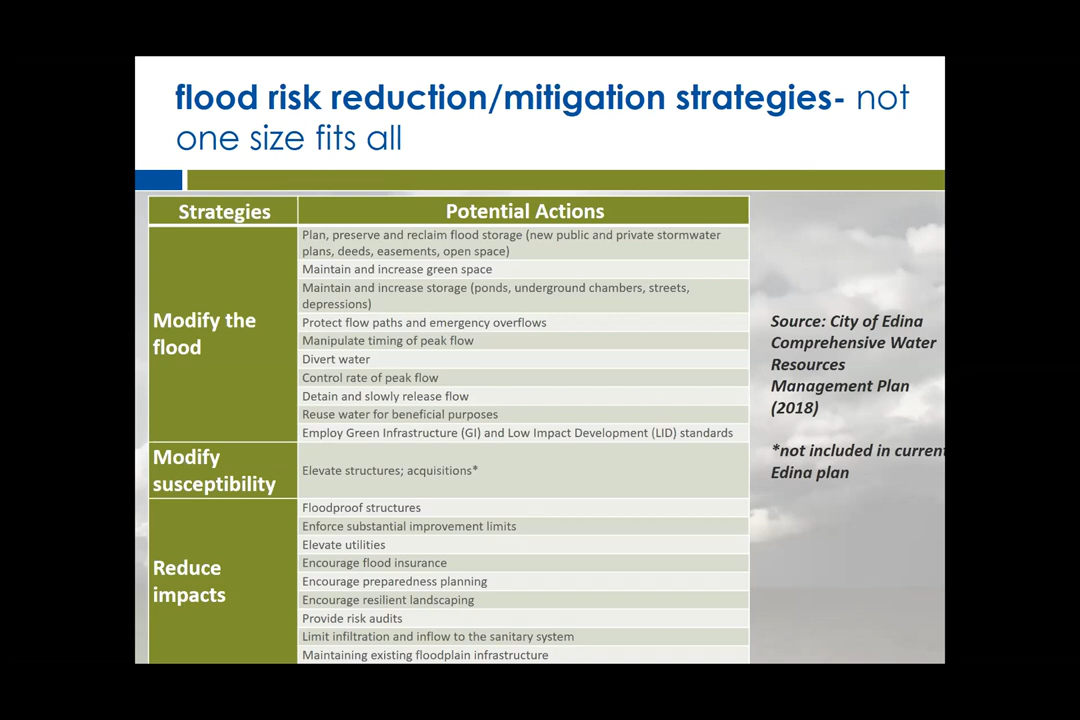 flood risk reduction/mitigation strategies- not
one size fits all
Strategies
Potential Actions
Modify the
flood
Plan, preserve and reclaim flood storage (new public and private stormwater
plans, deeds, easements, open space)
Maintain and increase green space
Maintain and increase storage (ponds, underground chambers, streets,
depressions)
Protect flow paths and emergency overflows
Manipulate timing of peak flow
Divert water
Control rate of peak flow
Detain and slowly release flow
Reuse water for beneficial purposes
Employ Green Infrastructure (GI) and Low Impact Development (LID) standards
Modify
susceptibility
Elevate structures; acquisitions*
Reduce
impacts
Floodproof structures
Enforce substantial improvement limits
Elevate utilities
Encourage flood insurance
Encourage preparedness planning
Encourage resilient landscaping
Provide risk audits
Limit infiltration and inflow to the sanitary system
Maintaining existing floodplain infrastructure
Source: City of Edina
Comprehensive Water
Resources
Management Plan
(2018)
*not included in current
Edina plan